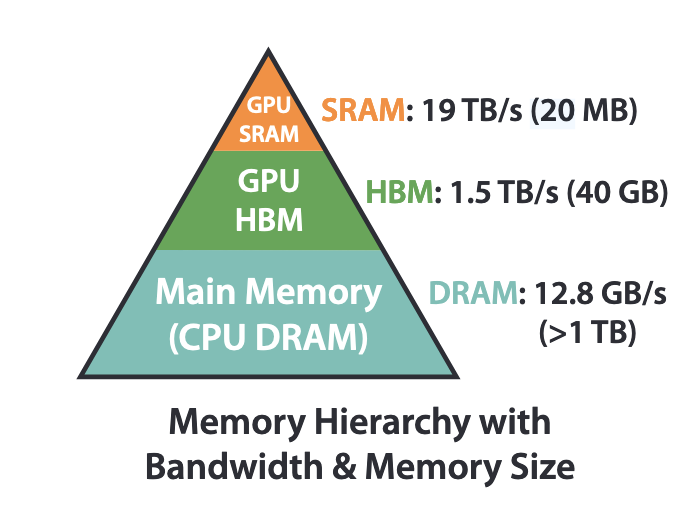 GPU
SRAM
SRAM: 19 TB/s (20 MB)
GPU
HBM
HBM: 1.5 TB/s (40 GB)
Main Memory
(CPU DRAM)
DRAM: 12.8 GB/s
(>1 TB)
Memory Hierarchy with
Bandwidth & Memory Size